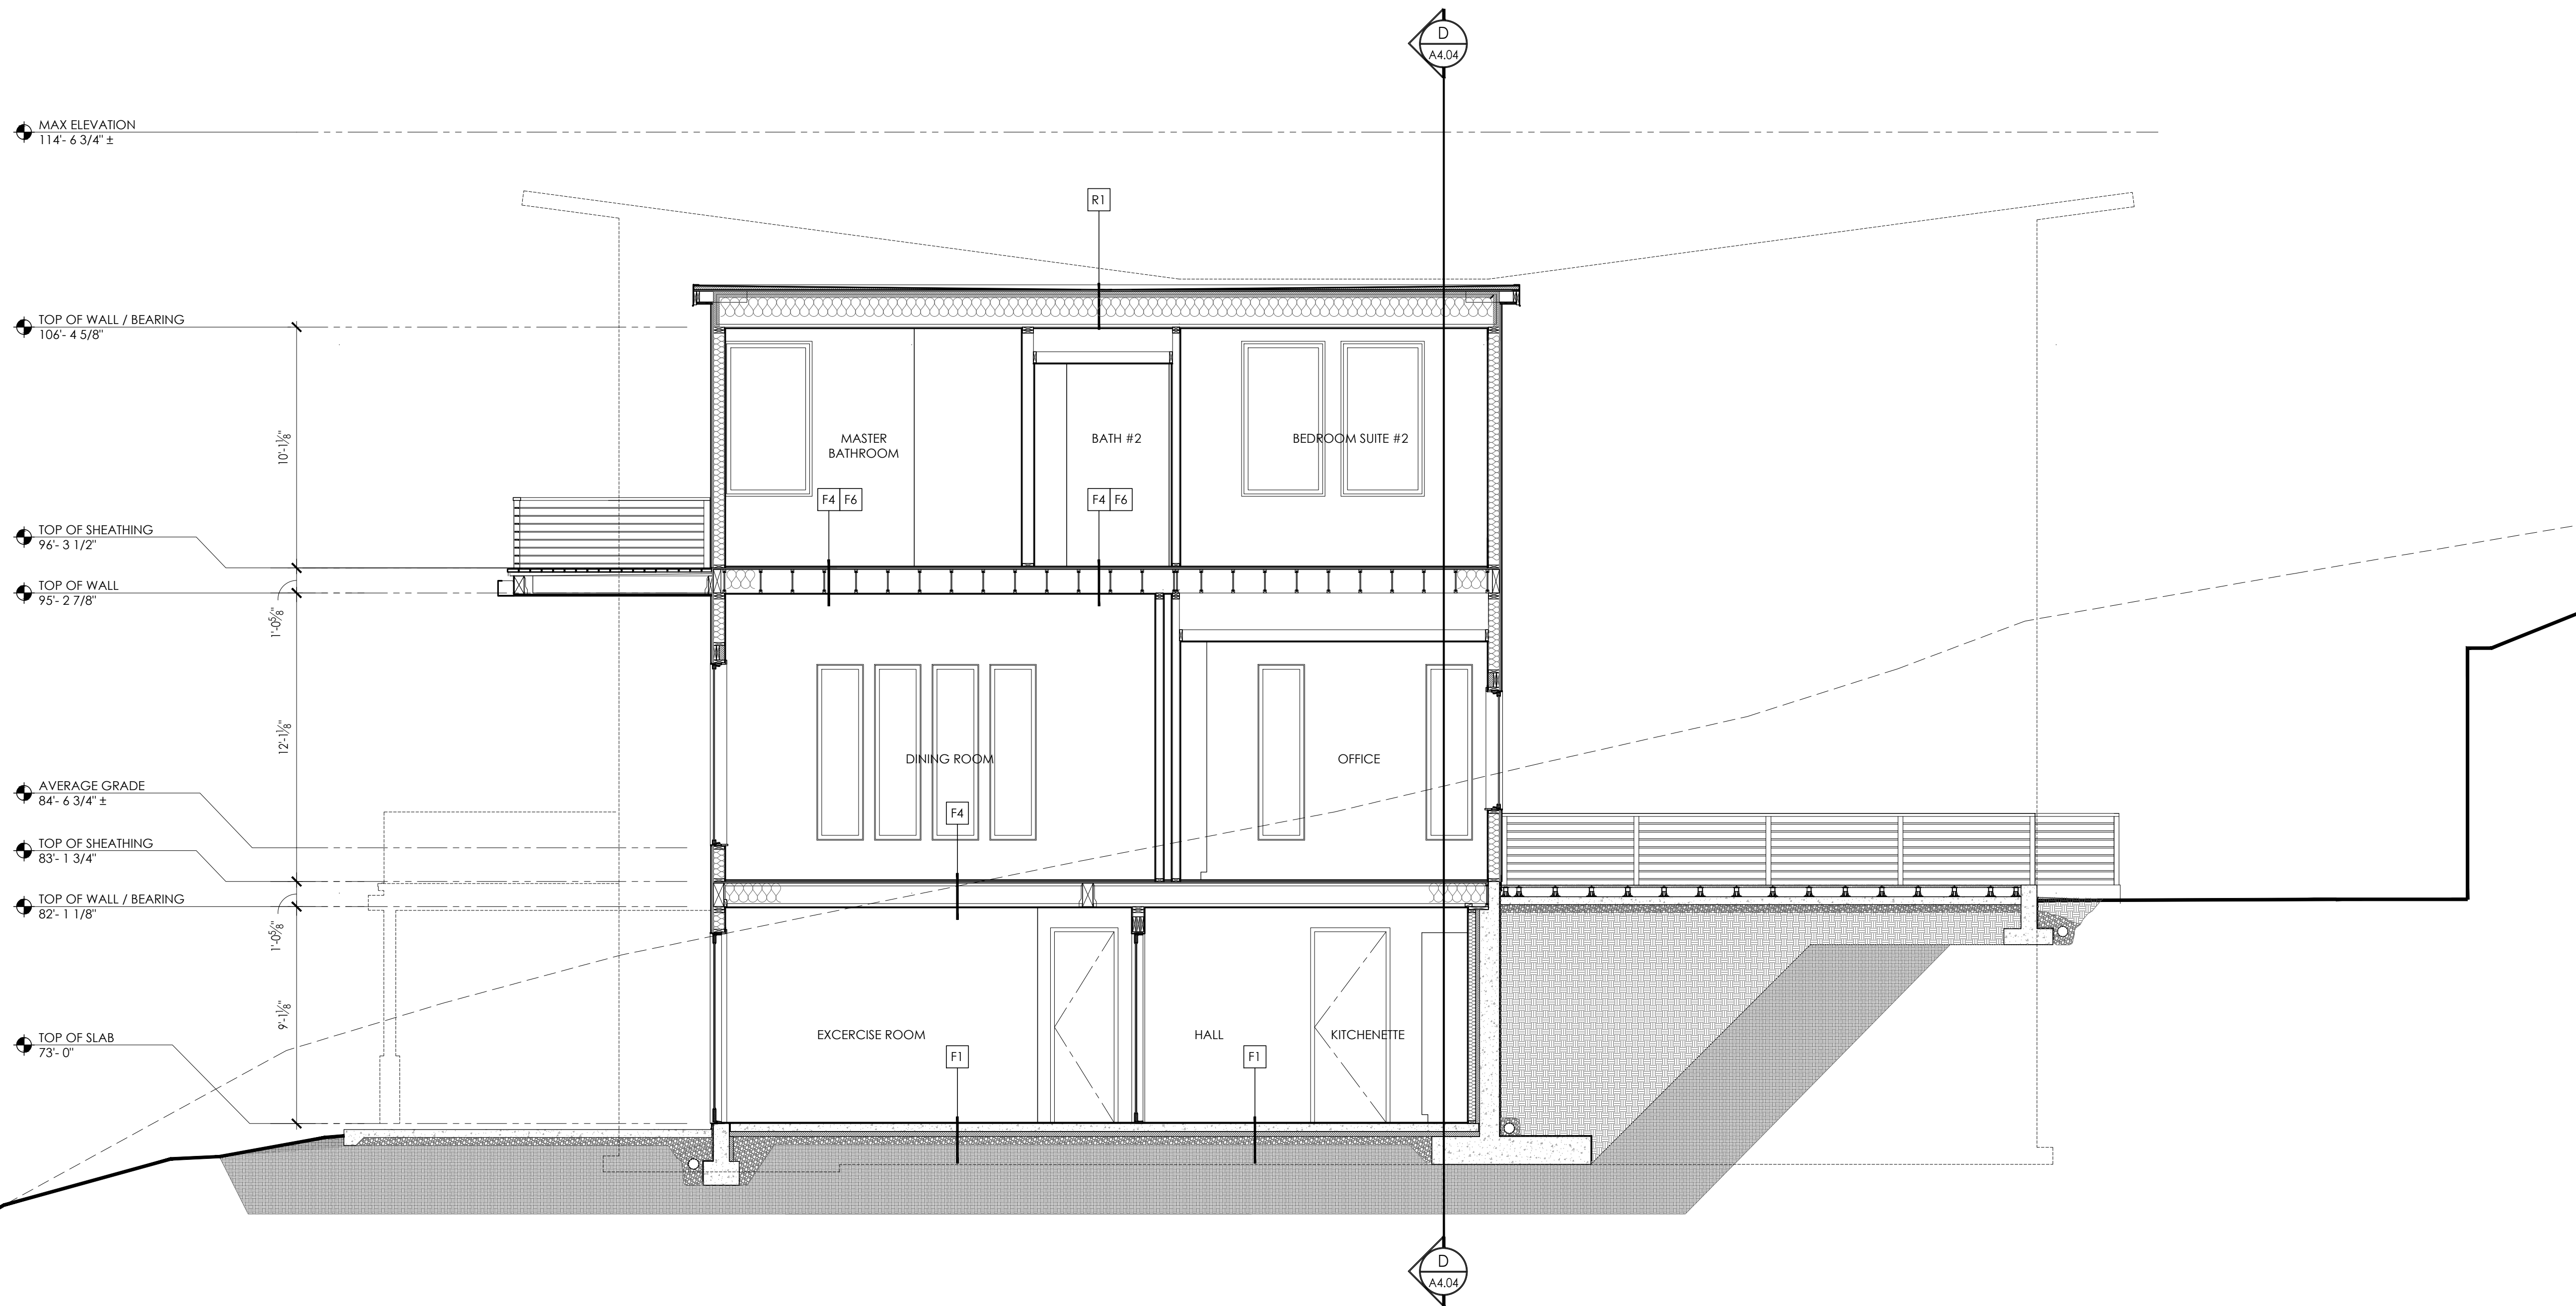 D
A4.04
MAX ELEVATION
114'- 6 3/4" ±
R1
TOP OF WALL / BEARING
106'- 4 5/8"
10'-1⅛"
MASTER
BATHROOM
BATH #2
BEDROOM SUITE #2
F4 F6
F4 F6
TOP OF SHEATHING
96'- 3 1/2"
TOP OF WALL
95'- 2 7/8"
1'-0⅝"
12'-1⅛"
DINING ROOM
OFFICE
AVERAGE GRADE
84'- 6 3/4" ±
F4
TOP OF SHEATHING
83'- 1 3/4"
TOP OF WALL / BEARING
82'- 1 1/8"
1'-0⅝"
9'-1⅛"
EXCERCISE ROOM
HALL
KITCHENETTE
F1
F1
TOP OF SLAB
73'- 0"
D
A4.04